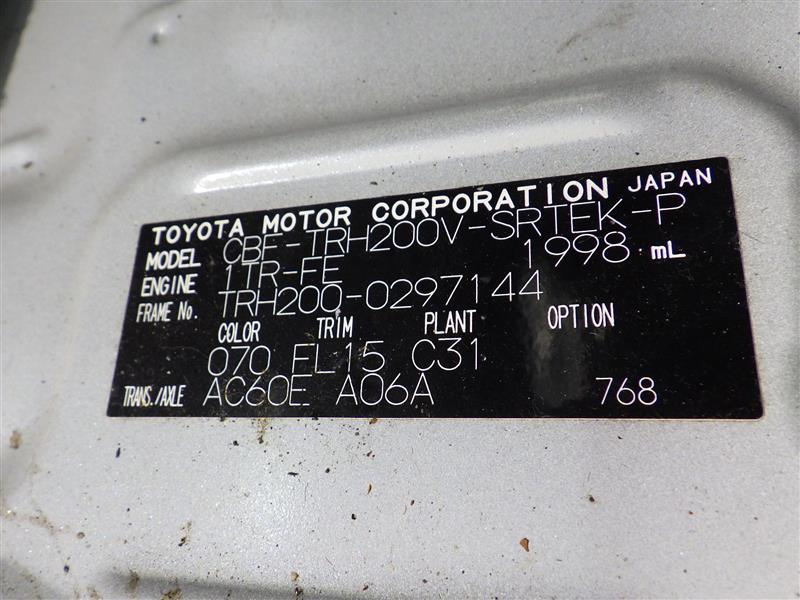 TOYOTA MOTOR CORPORATION JAPAN
MODEL CBF-TRH200V-SRTEK-P
ENGINE 1TR-FE 1998 mL
FRAME No. TRH200-0297144
COLOR TRIM PLANT OPTION
070 FL15 C31
TRANS./AXLE AC60E A06A 768